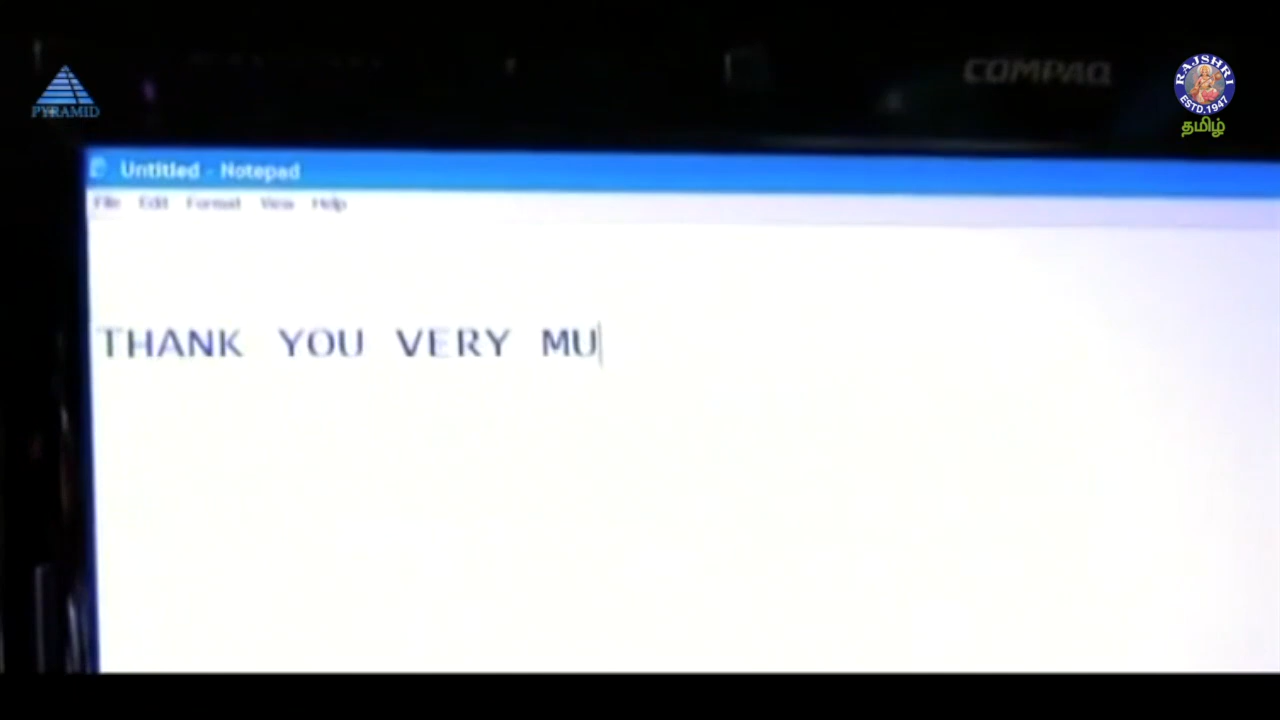 PYRAMID
COMPAQ
RAJSHRI
ESTD.1947
தமிழ்
Untitled - Notepad
File Edit Format View Help
THANK YOU VERY MU